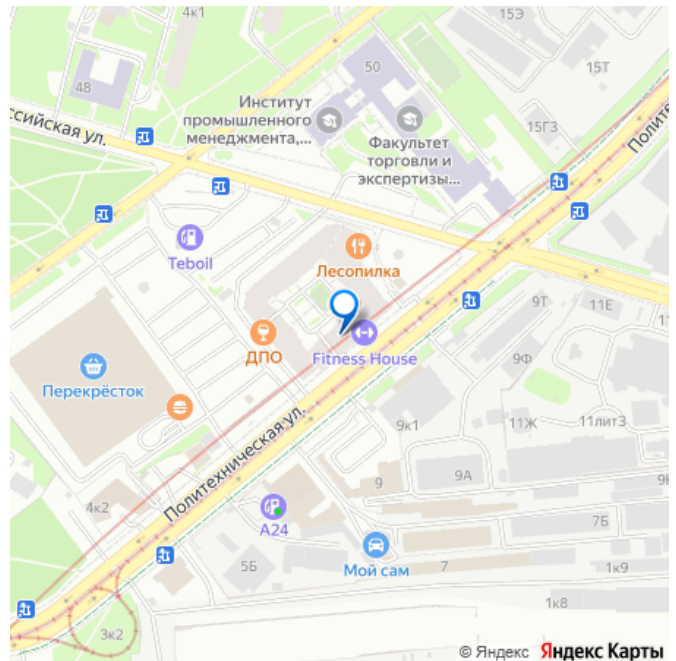 4к1
15Э
48
50
15Т
Институт
промышленного
менеджмента,...
Факультет
торговли и
экспертизы...
15Г3
ссийская ул.
Политех
Teboil
Лесопилка
ДПО
Fitness House
9Т
11Е
9Ф
Перекрёсток
11Ж
11лит3
9к1
Политехническая ул.
9А
9
4к2
А24
7Б
5Б
Мой сам
7
1к9
1к8
3к2
© Яндекс Яндекс Карты